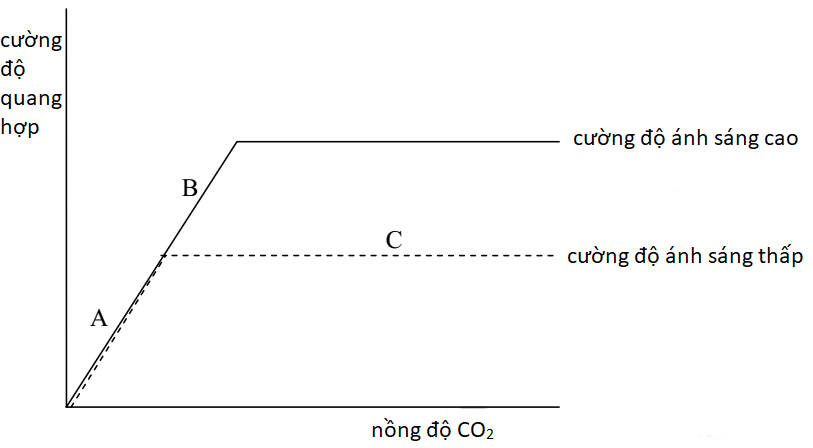 cường
độ
quang
hợp
cường độ ánh sáng cao
B
C
cường độ ánh sáng thấp
A
nồng độ CO₂